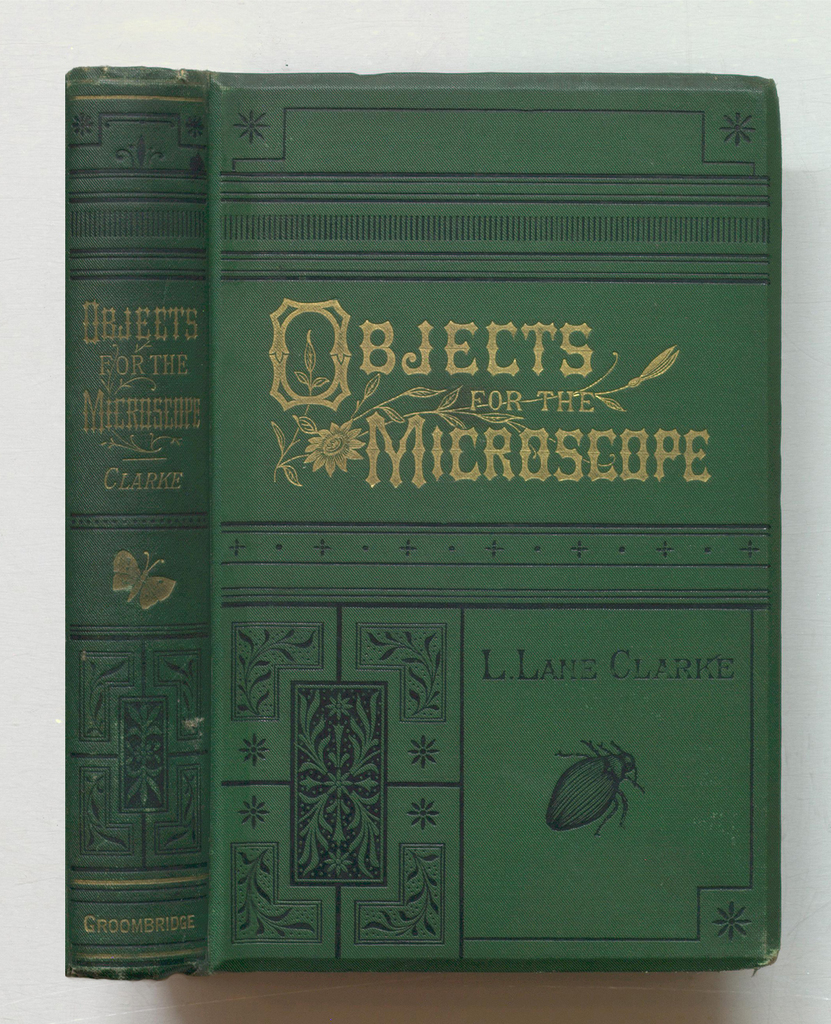 OBJECTS
FOR THE
MICROSCOPE
CLARKE
GROOMBRIDGE
OBJECTS
FOR THE
MICROSCOPE
L. LANE CLARKE